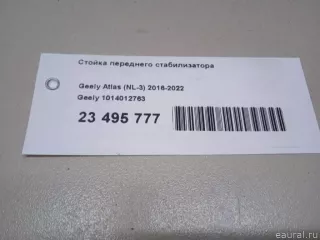 Стойка переднего стабилизатора
Geely Atlas (NL-3) 2016-2022
Geely 1014012763
23 495 777
eaural.ru